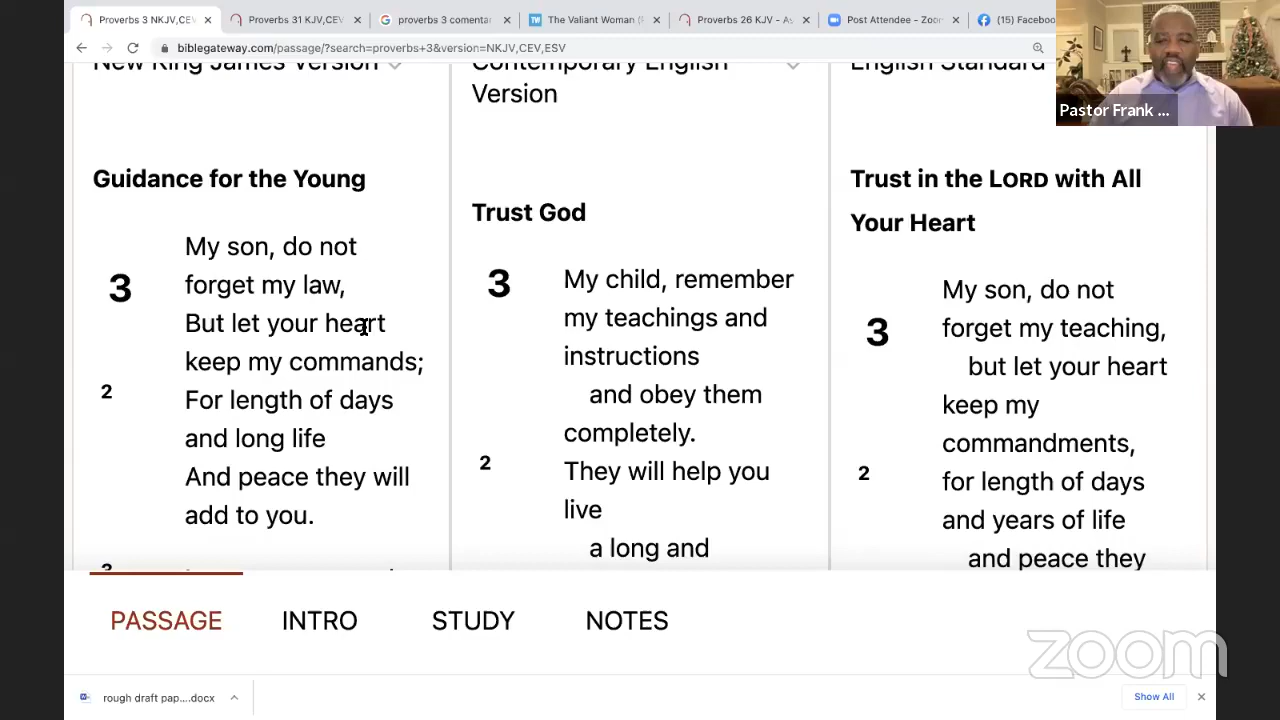 Proverbs 3 NKJV,CEV
Proverbs 31 KJV,CEV
proverbs 3 comentar
The Valiant Woman (P
Proverbs 26 KJV - A
Post Attendee - Zoo
(15) Facebook
biblegateway.com/passage/?search=proverbs+3&version=NKJV,CEV,ESV
Pastor Frank ...
New King James Version
Contemporary English
Version
English Standard
Guidance for the Young
3
My son, do not
forget my law,
But let your heart
keep my commands;
2
For length of days
and long life
And peace they will
add to you.
3
Trust God
3
My child, remember
my teachings and
instructions
and obey them
completely.
2
They will help you
live
a long and
Trust in the LORD with All
Your Heart
3
My son, do not
forget my teaching,
but let your heart
keep my
commandments,
2
for length of days
and years of life
and peace they
PASSAGE
INTRO
STUDY
NOTES
zoom
rough draft pap....docx
Show All